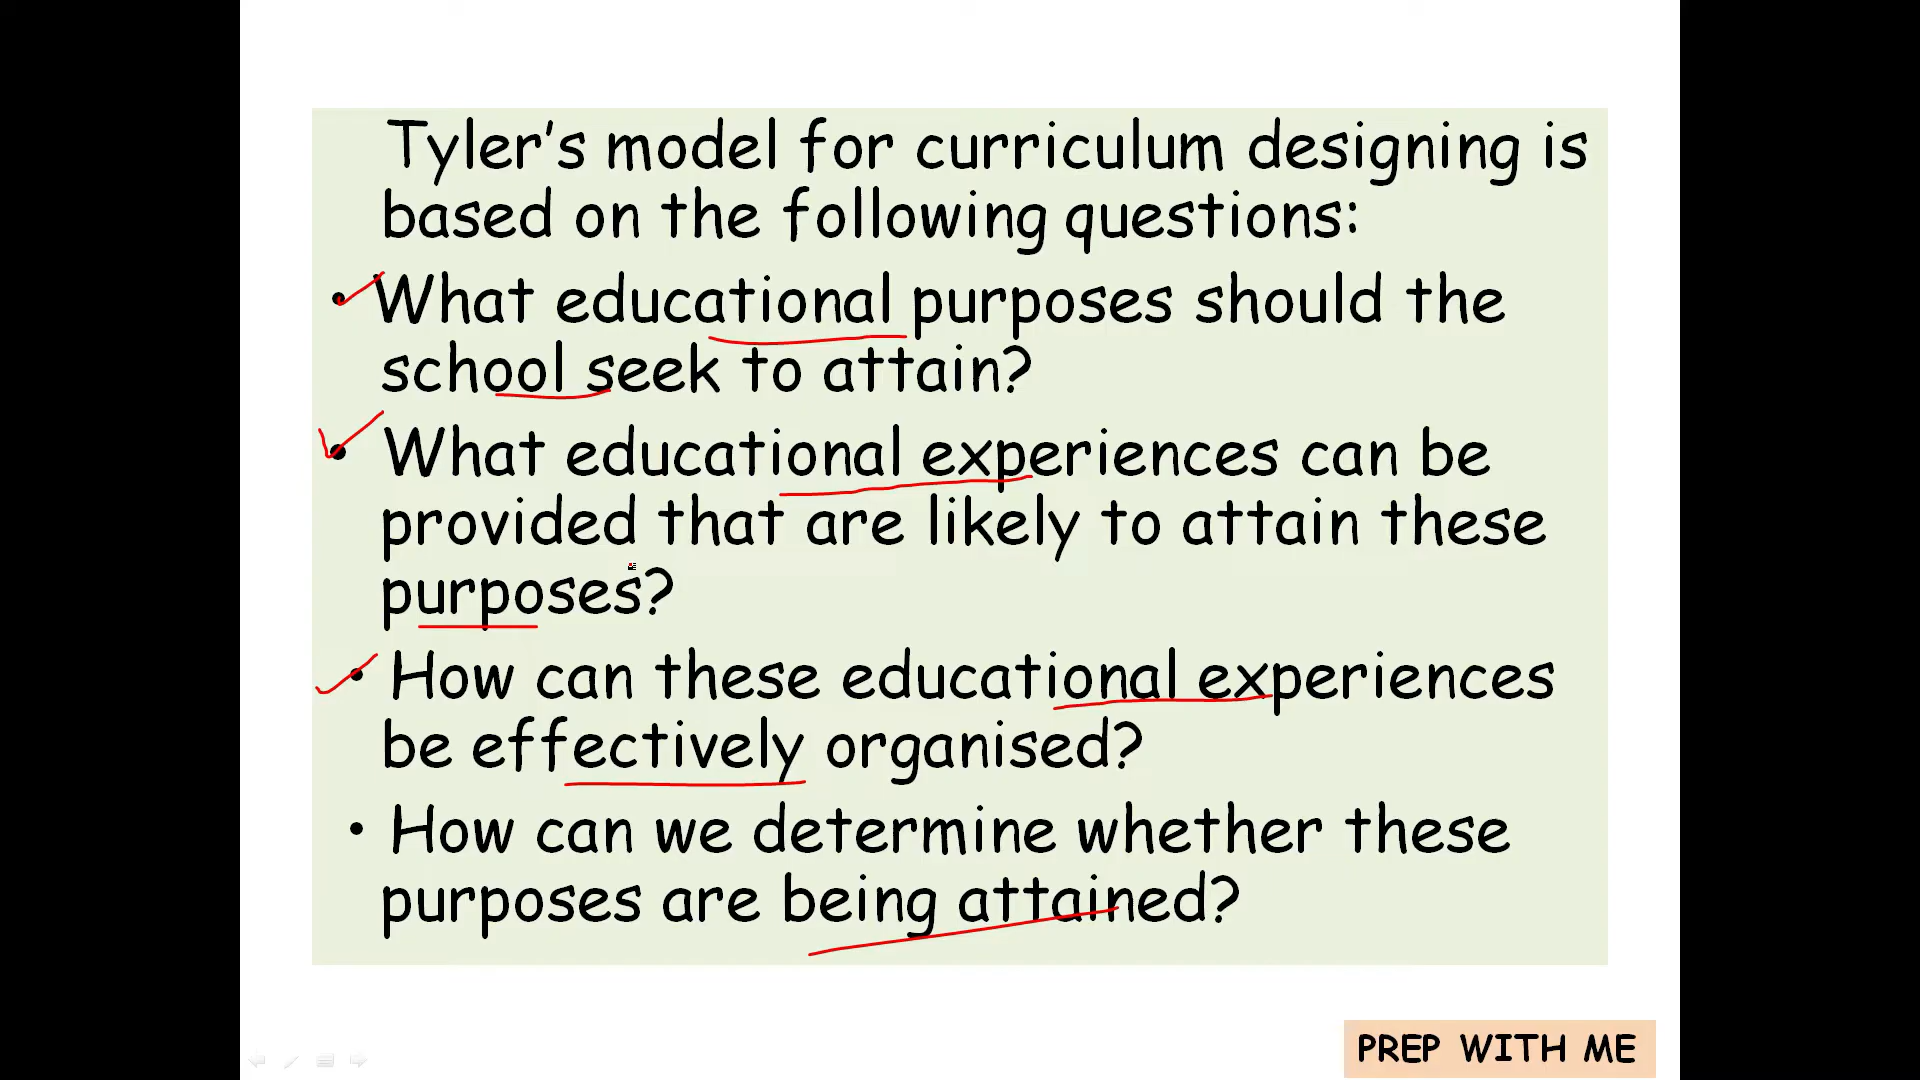 Tyler's model for curriculum designing is
based on the following questions:
• What educational purposes should the
school seek to attain?
• What educational experiences can be
provided that are likely to attain these
purposes?
• How can these educational experiences
be effectively organised?
• How can we determine whether these
purposes are being attained?
PREP WITH ME